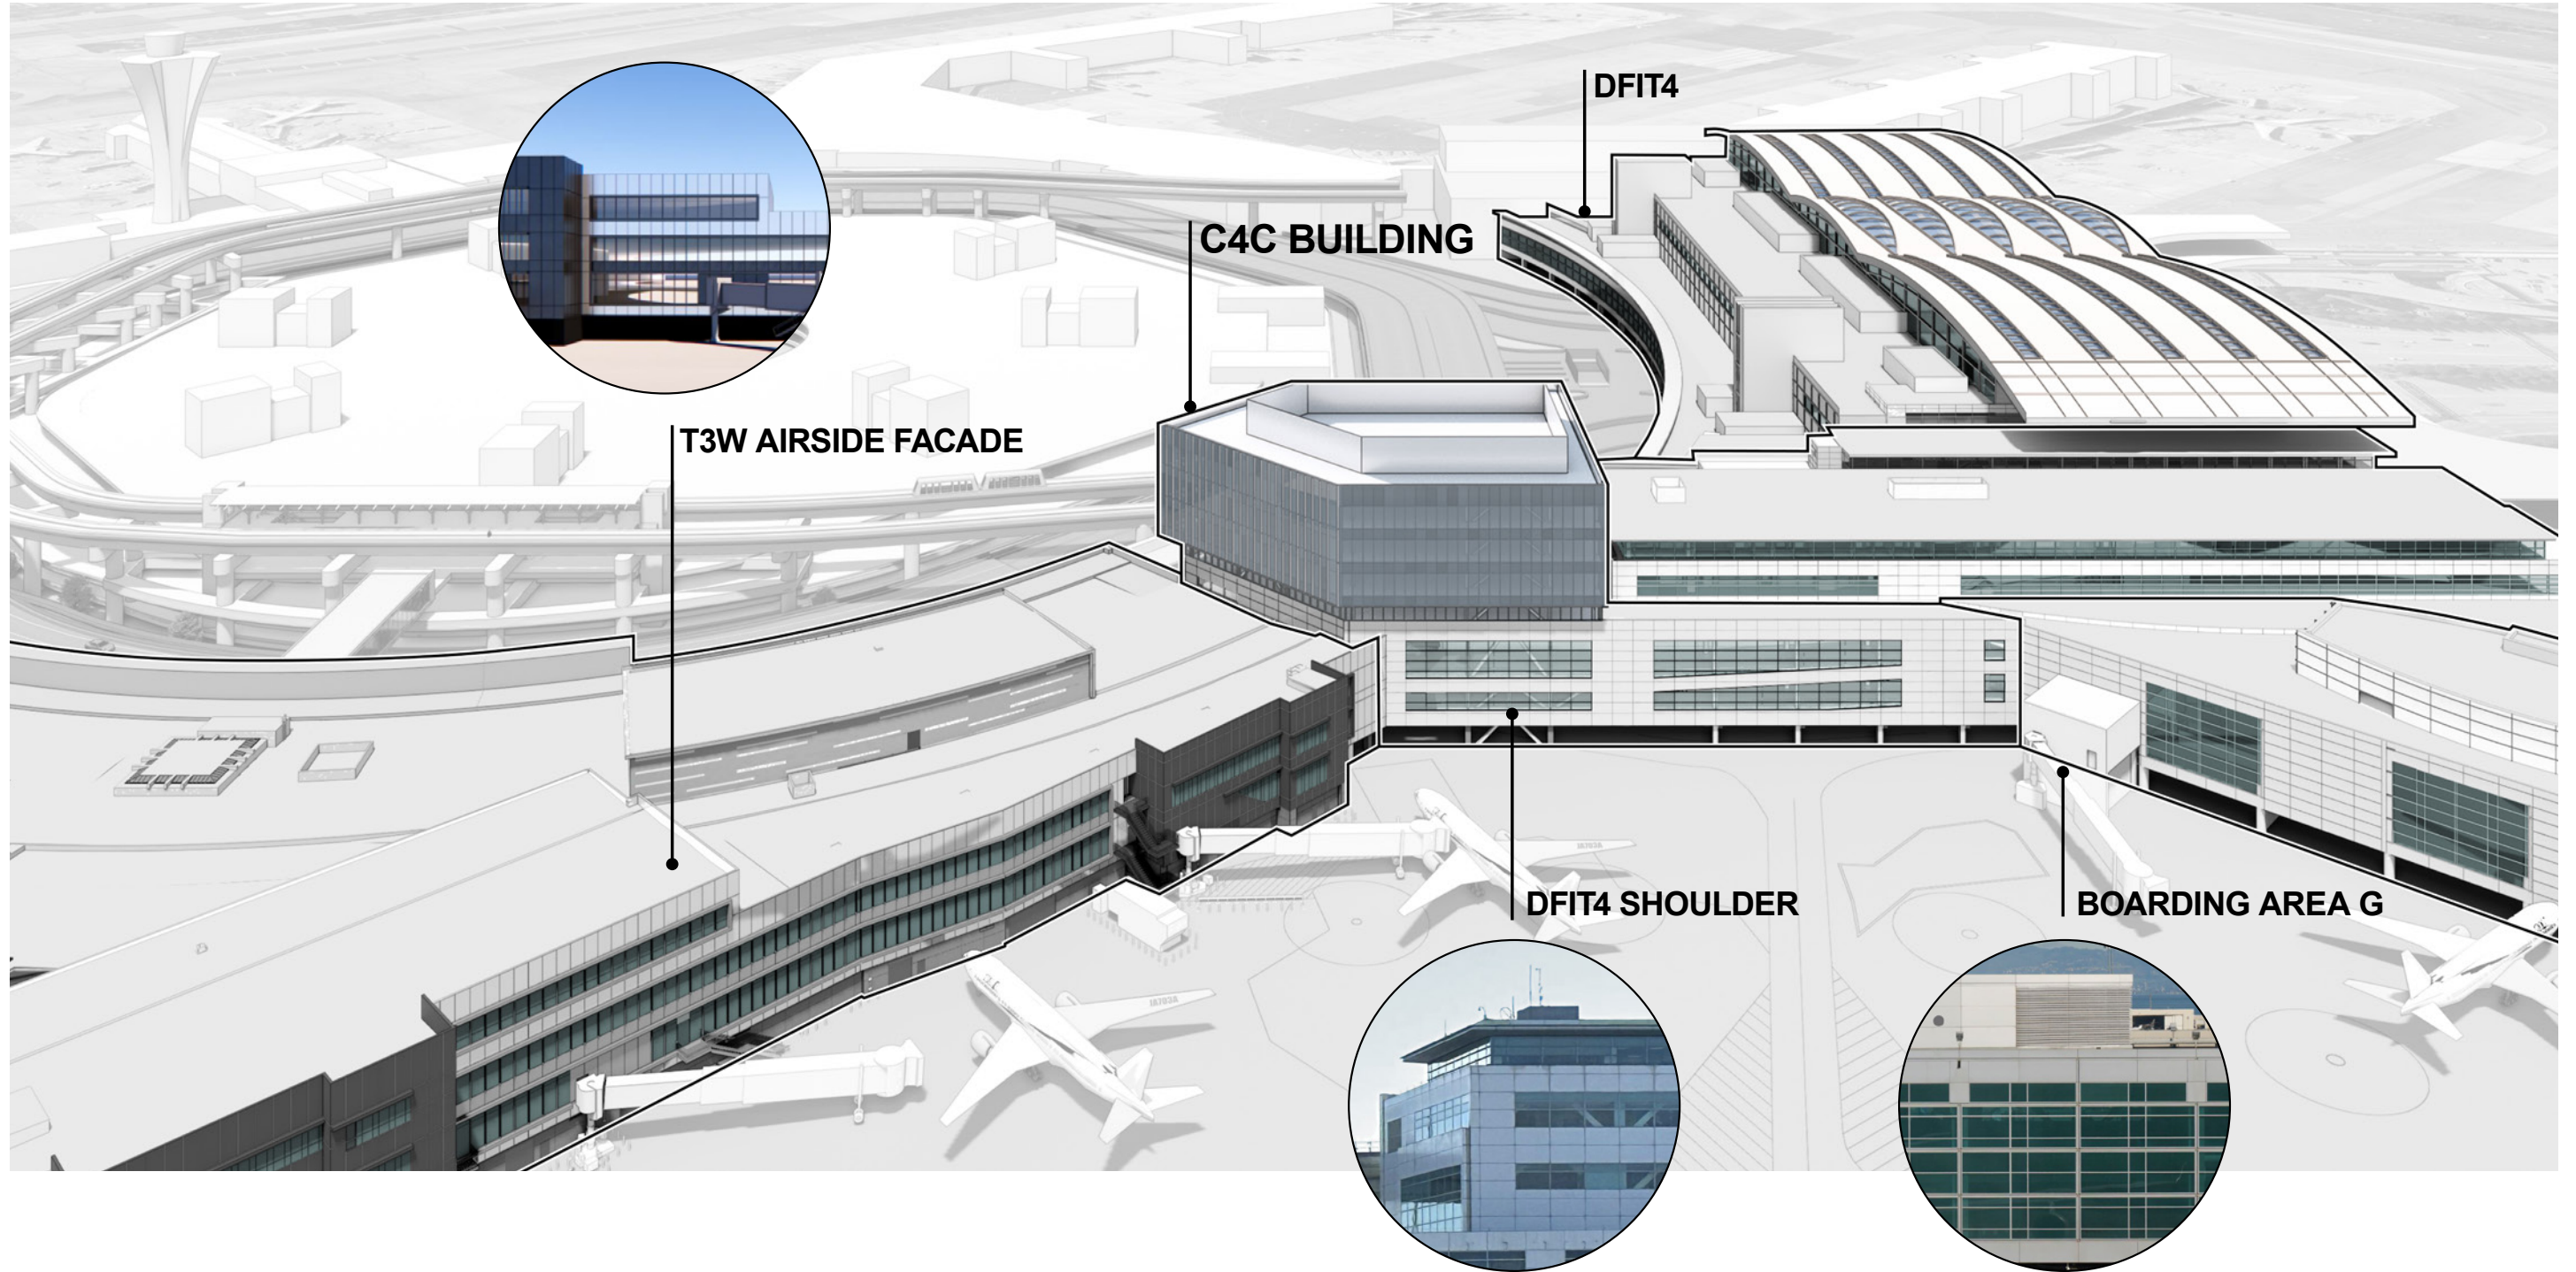 DFIT4
C4C BUILDING
T3W AIRSIDE FACADE
DFIT4 SHOULDER
BOARDING AREA G